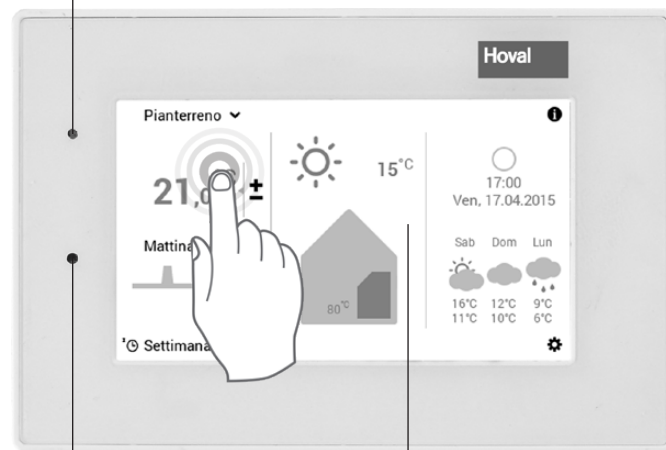 Hoval
Pianterreno
21,0
15°C
17:00
Ven, 17.04.2015
Mattina
Sab Dom Lun
16°C 12°C 9°C
11°C 10°C 6°C
80°C
Settimana